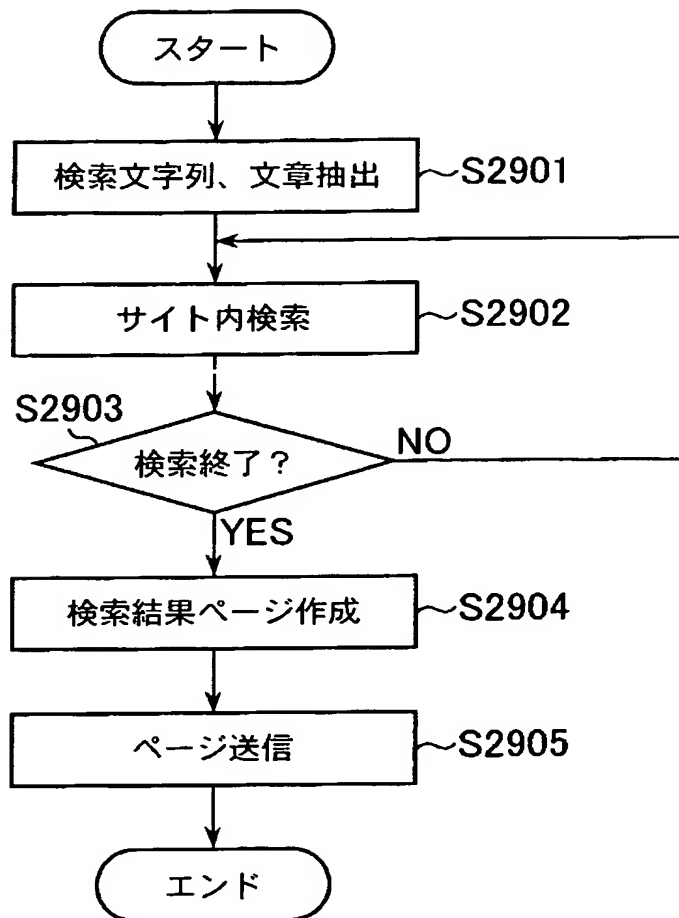 スタート
検索文字列、文章抽出
S2901
サイト内検索
S2902
S2903
検索終了？
NO
YES
検索結果ページ作成
S2904
ページ送信
S2905
エンド